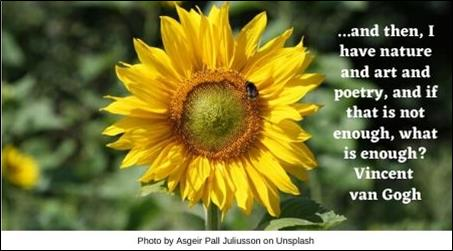 ...and then, I
have nature
and art and
poetry, and if
that is not
enough, what
is enough?
Vincent
van Gogh
Photo by Asgeir Pall Juliusson on Unsplash